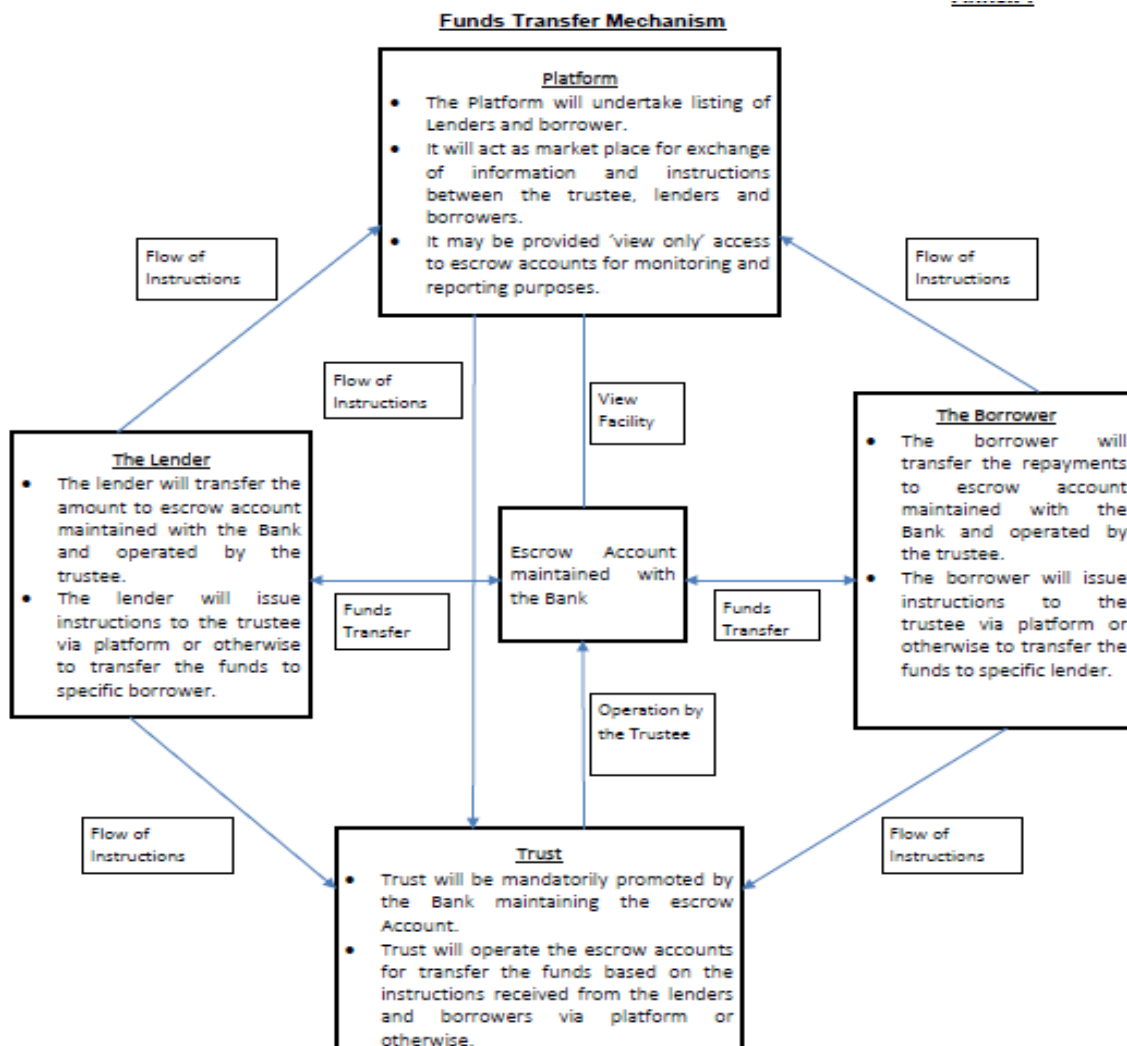 Funds Transfer Mechanism
Platform
• The Platform will undertake listing of
Lenders and borrower.
• It will act as market place for exchange
of information and instructions
between the trustee, lenders and
borrowers.
• It may be provided ‘view only’ access
to escrow accounts for monitoring and
reporting purposes.
Flow of
Instructions
Flow of
Instructions
Flow of
Instructions
View
Facility
The Lender
• The lender will transfer the
amount to escrow account
maintained with the Bank
and operated by the
trustee.
• The lender will issue
instructions to the trustee
via platform or otherwise
to transfer the funds to
specific borrower.
Escrow Account
maintained with
the Bank
The Borrower
• The borrower will
transfer the repayments
to escrow account
maintained with the
Bank and operated by
the trustee.
• The borrower will issue
instructions to the
trustee via platform or
otherwise to transfer the
funds to specific lender.
Funds
Transfer
Funds
Transfer
Operation by
the Trustee
Flow of
Instructions
Flow of
Instructions
Trust
• Trust will be mandatorily promoted by
the Bank maintaining the escrow
Account.
• Trust will operate the escrow accounts
for transfer the funds based on the
instructions received from the lenders
and borrowers via platform or
otherwise.